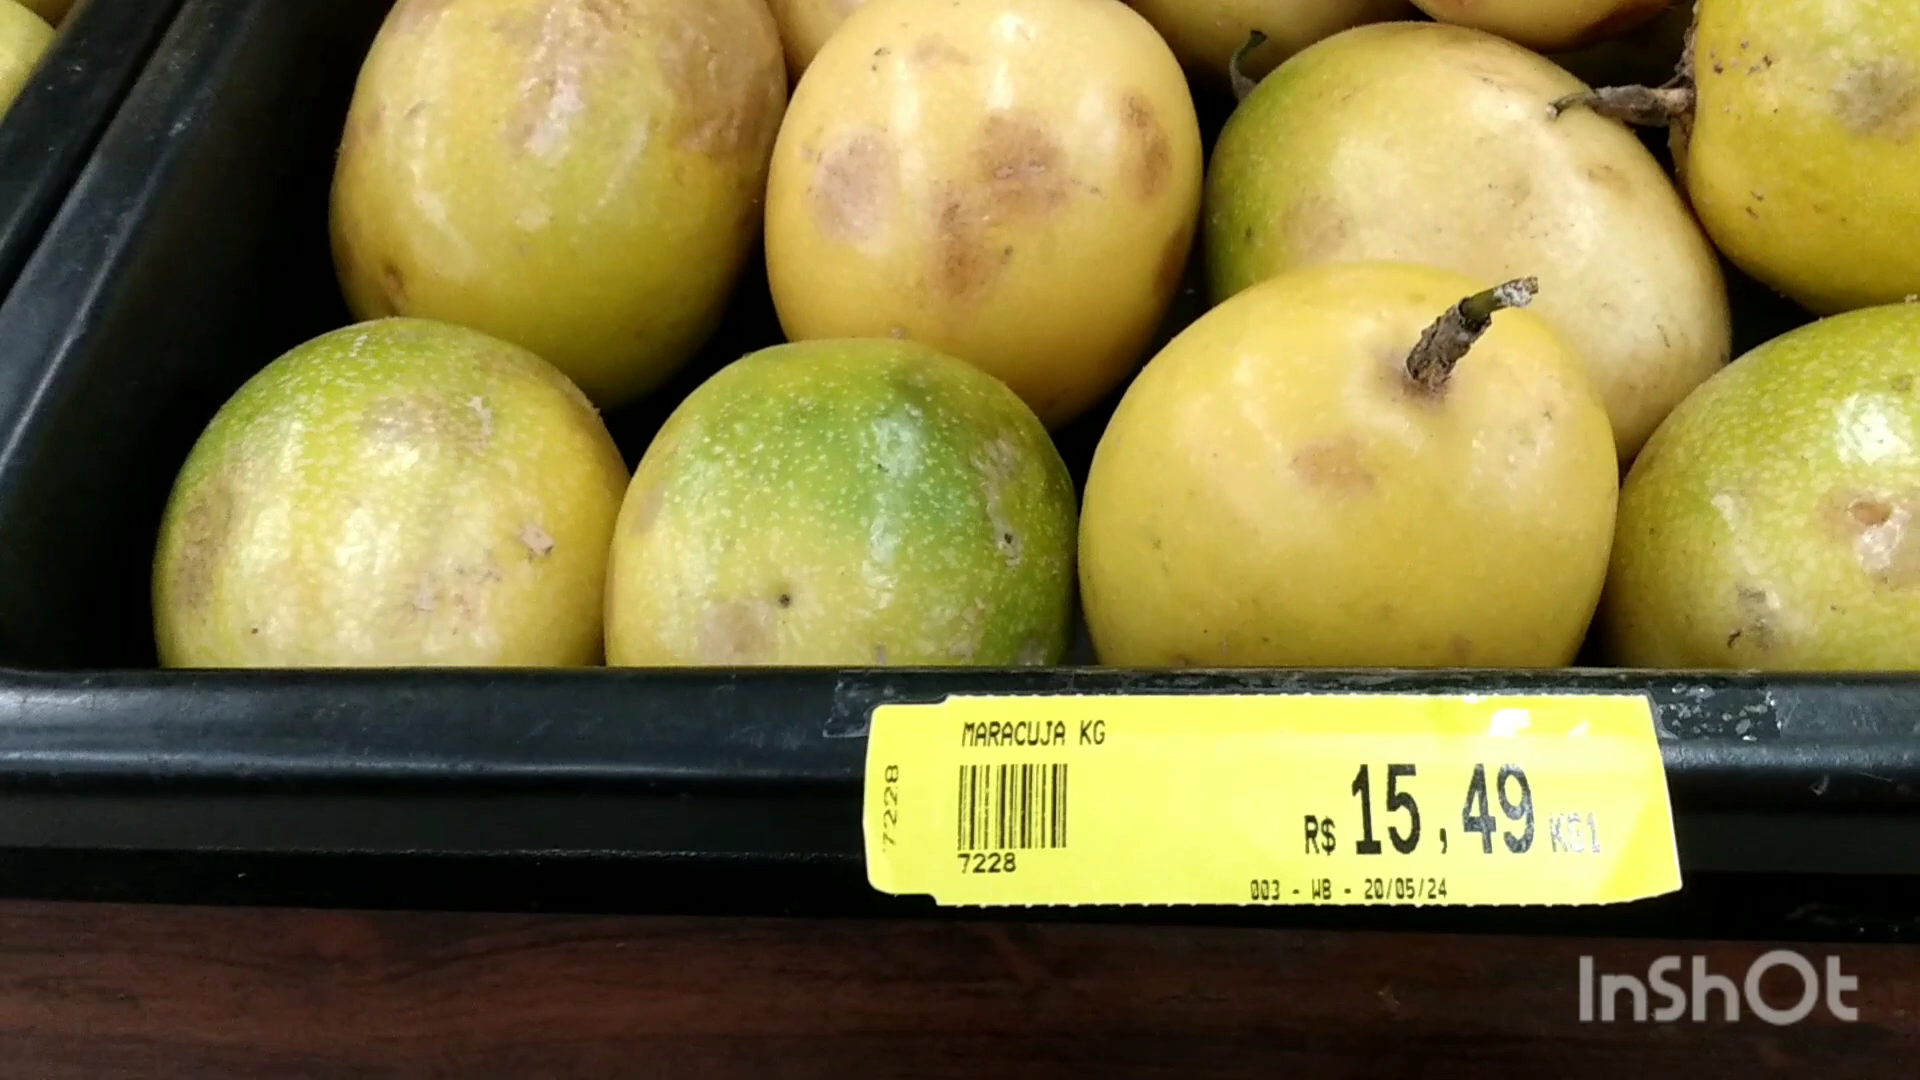 MARACUJA KG
7228
7228
R$ 15,49 KG1
003 - WB - 20/05/24
InShOt